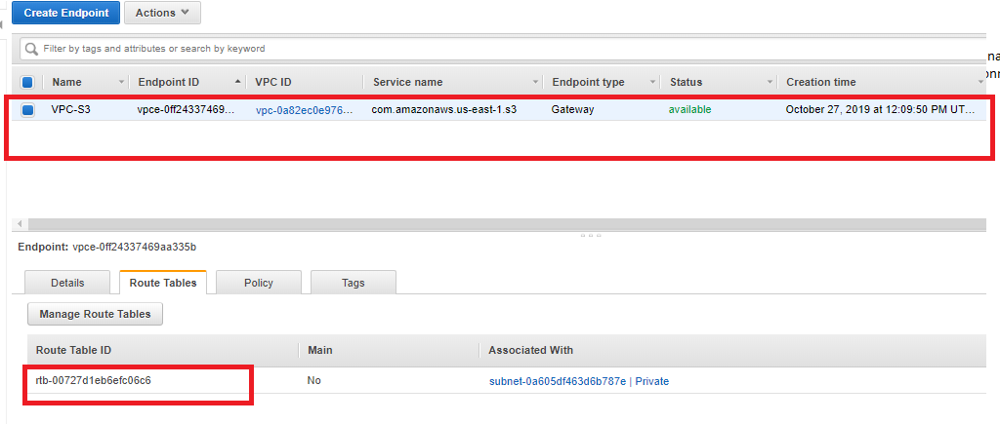 Create Endpoint Actions
Filter by tags and attributes or search by keyword
Name Endpoint ID VPC ID Service name Endpoint type Status Creation time
VPC-S3 vpce-0ff24337469... vpc-0a82ec0e976... com.amazonaws.us-east-1.s3 Gateway available October 27, 2019 at 12:09:50 PM UT...
Endpoint: vpce-0ff24337469aa335b
Details Route Tables Policy Tags
Manage Route Tables
Route Table ID Main Associated With
rtb-00727d1eb6efc06c6 No subnet-0a605df463d6b787e | Private